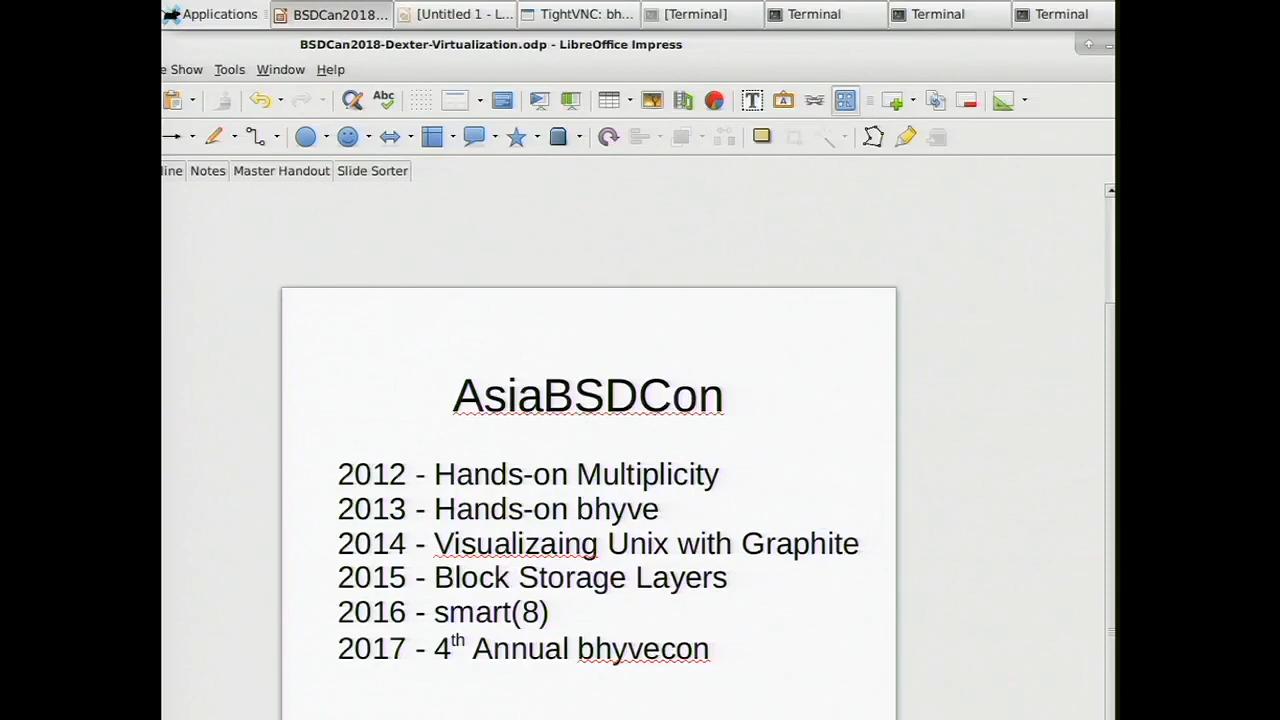 Applications
BSDCan2018...
[Untitled 1 - L...
TightVNC: bh...
[Terminal]
Terminal
Terminal
Terminal
BSDCan2018-Dexter-Virtualization.odp - LibreOffice Impress
e Show Tools Window Help
Abc
T
A
line Notes Master Handout Slide Sorter
AsiaBSDCon
2012 - Hands-on Multiplicity
2013 - Hands-on bhyve
2014 - Visualizaing Unix with Graphite
2015 - Block Storage Layers
2016 - smart(8)
2017 - 4th Annual bhyvecon